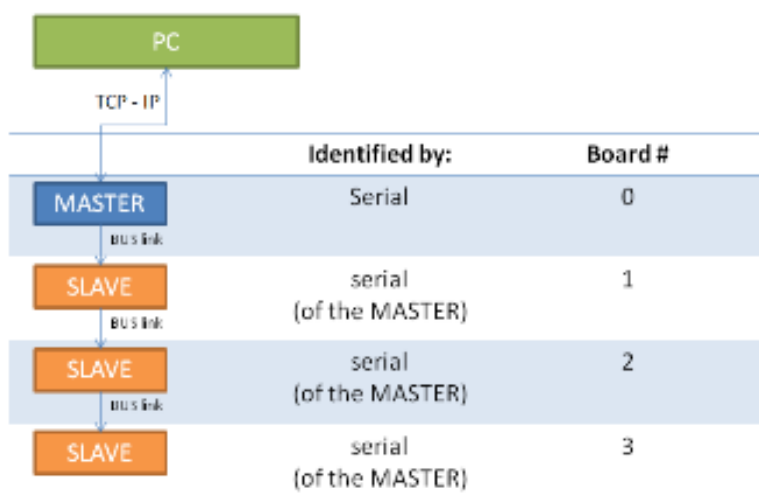 PC
TCP - IP
Identified by: Board #
MASTER Serial 0
BUS link
SLAVE serial 1
(of the MASTER)
BUS link
SLAVE serial 2
(of the MASTER)
BUS link
SLAVE serial 3
(of the MASTER)